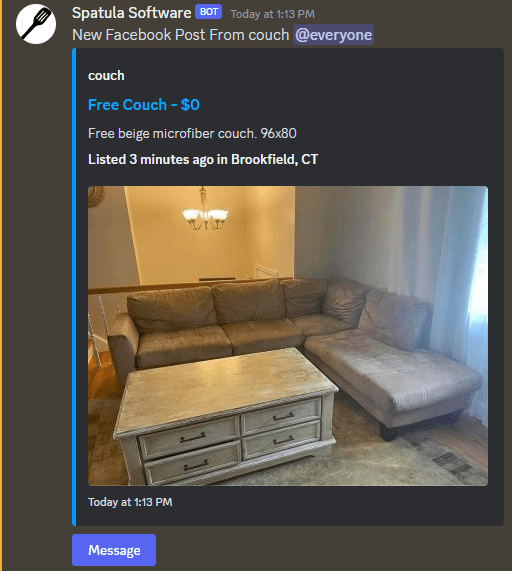 Spatula Software BOT Today at 1:13 PM
New Facebook Post From couch @everyone
couch
Free Couch - $0
Free beige microfiber couch. 96x80
Listed 3 minutes ago in Brookfield, CT
Today at 1:13 PM
Message